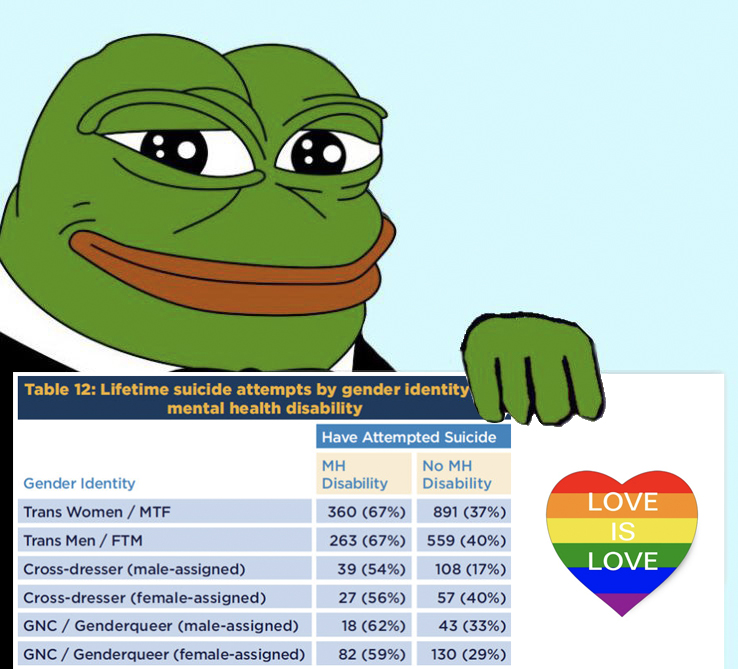 Table 12: Lifetime suicide attempts by gender identity
mental health disability
Have Attempted Suicide
Gender Identity
MH
Disability
No MH
Disability
Trans Women / MTF 360 (67%) 891 (37%)
Trans Men / FTM 263 (67%) 559 (40%)
Cross-dresser (male-assigned) 39 (54%) 108 (17%)
Cross-dresser (female-assigned) 27 (56%) 57 (40%)
GNC / Genderqueer (male-assigned) 18 (62%) 43 (33%)
GNC / Genderqueer (female-assigned) 82 (59%) 130 (29%)
LOVE
IS
LOVE